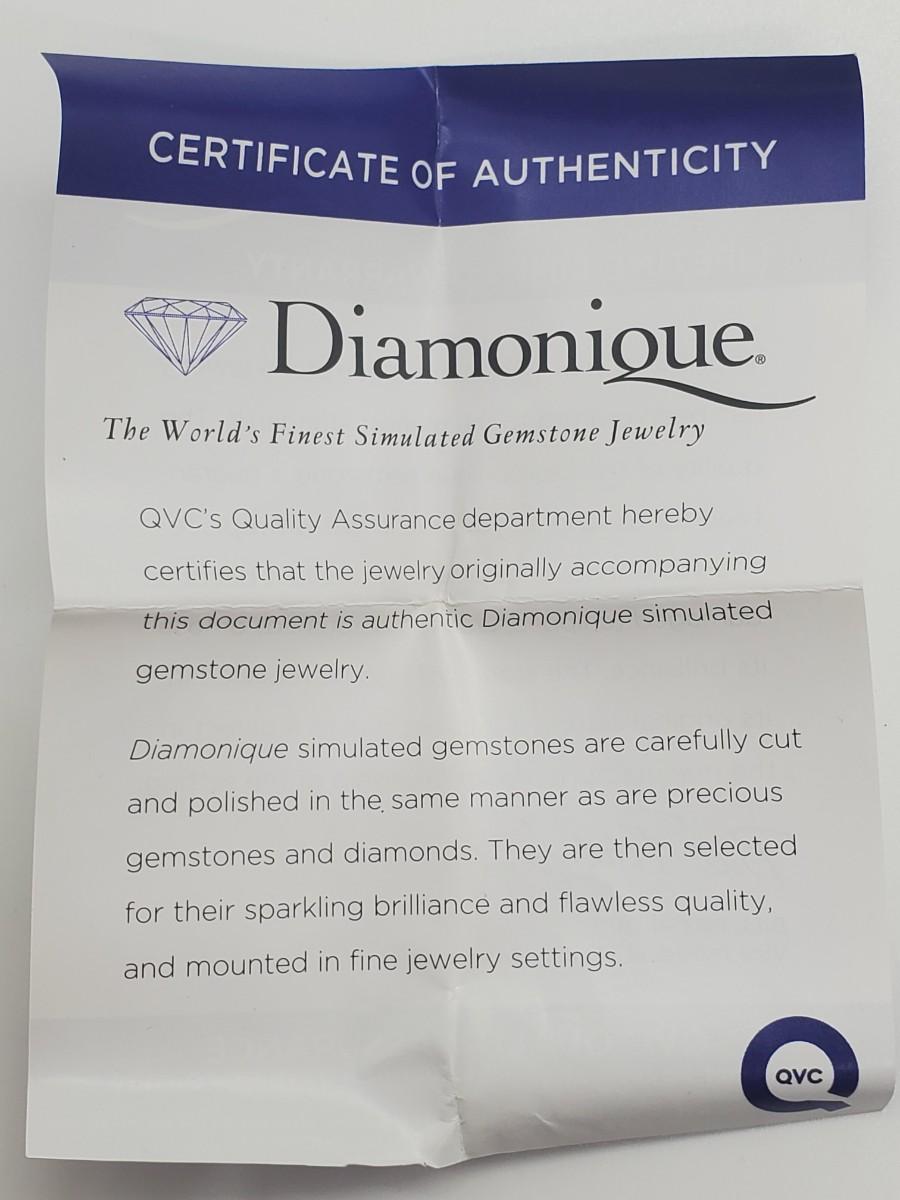 CERTIFICATE OF AUTHENTICITY
Diamonique®
The World's Finest Simulated Gemstone Jewelry
QVC's Quality Assurance department hereby
certifies that the jewelry originally accompanying
this document is authentic Diamonique simulated
gemstone jewelry.
Diamonique simulated gemstones are carefully cut
and polished in the same manner as are precious
gemstones and diamonds. They are then selected
for their sparkling brilliance and flawless quality,
and mounted in fine jewelry settings.
QVC